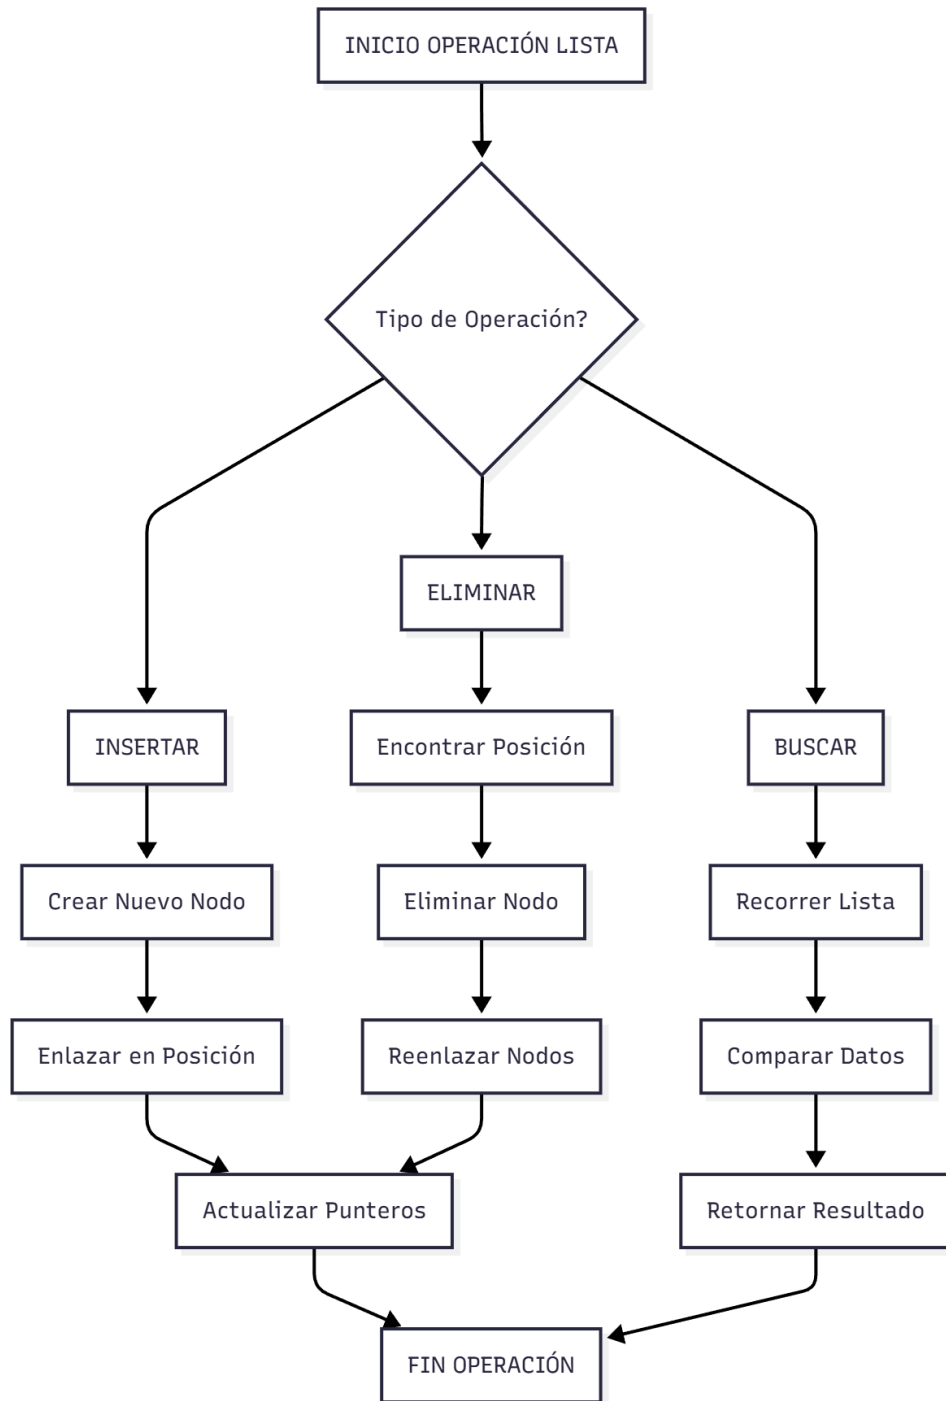 INICIO OPERACIÓN LISTA
Tipo de Operación?
ELIMINAR
INSERTAR
Encontrar Posición
BUSCAR
Crear Nuevo Nodo
Eliminar Nodo
Recorrer Lista
Enlazar en Posición
Reenlazar Nodos
Comparar Datos
Actualizar Punteros
Retornar Resultado
FIN OPERACIÓN